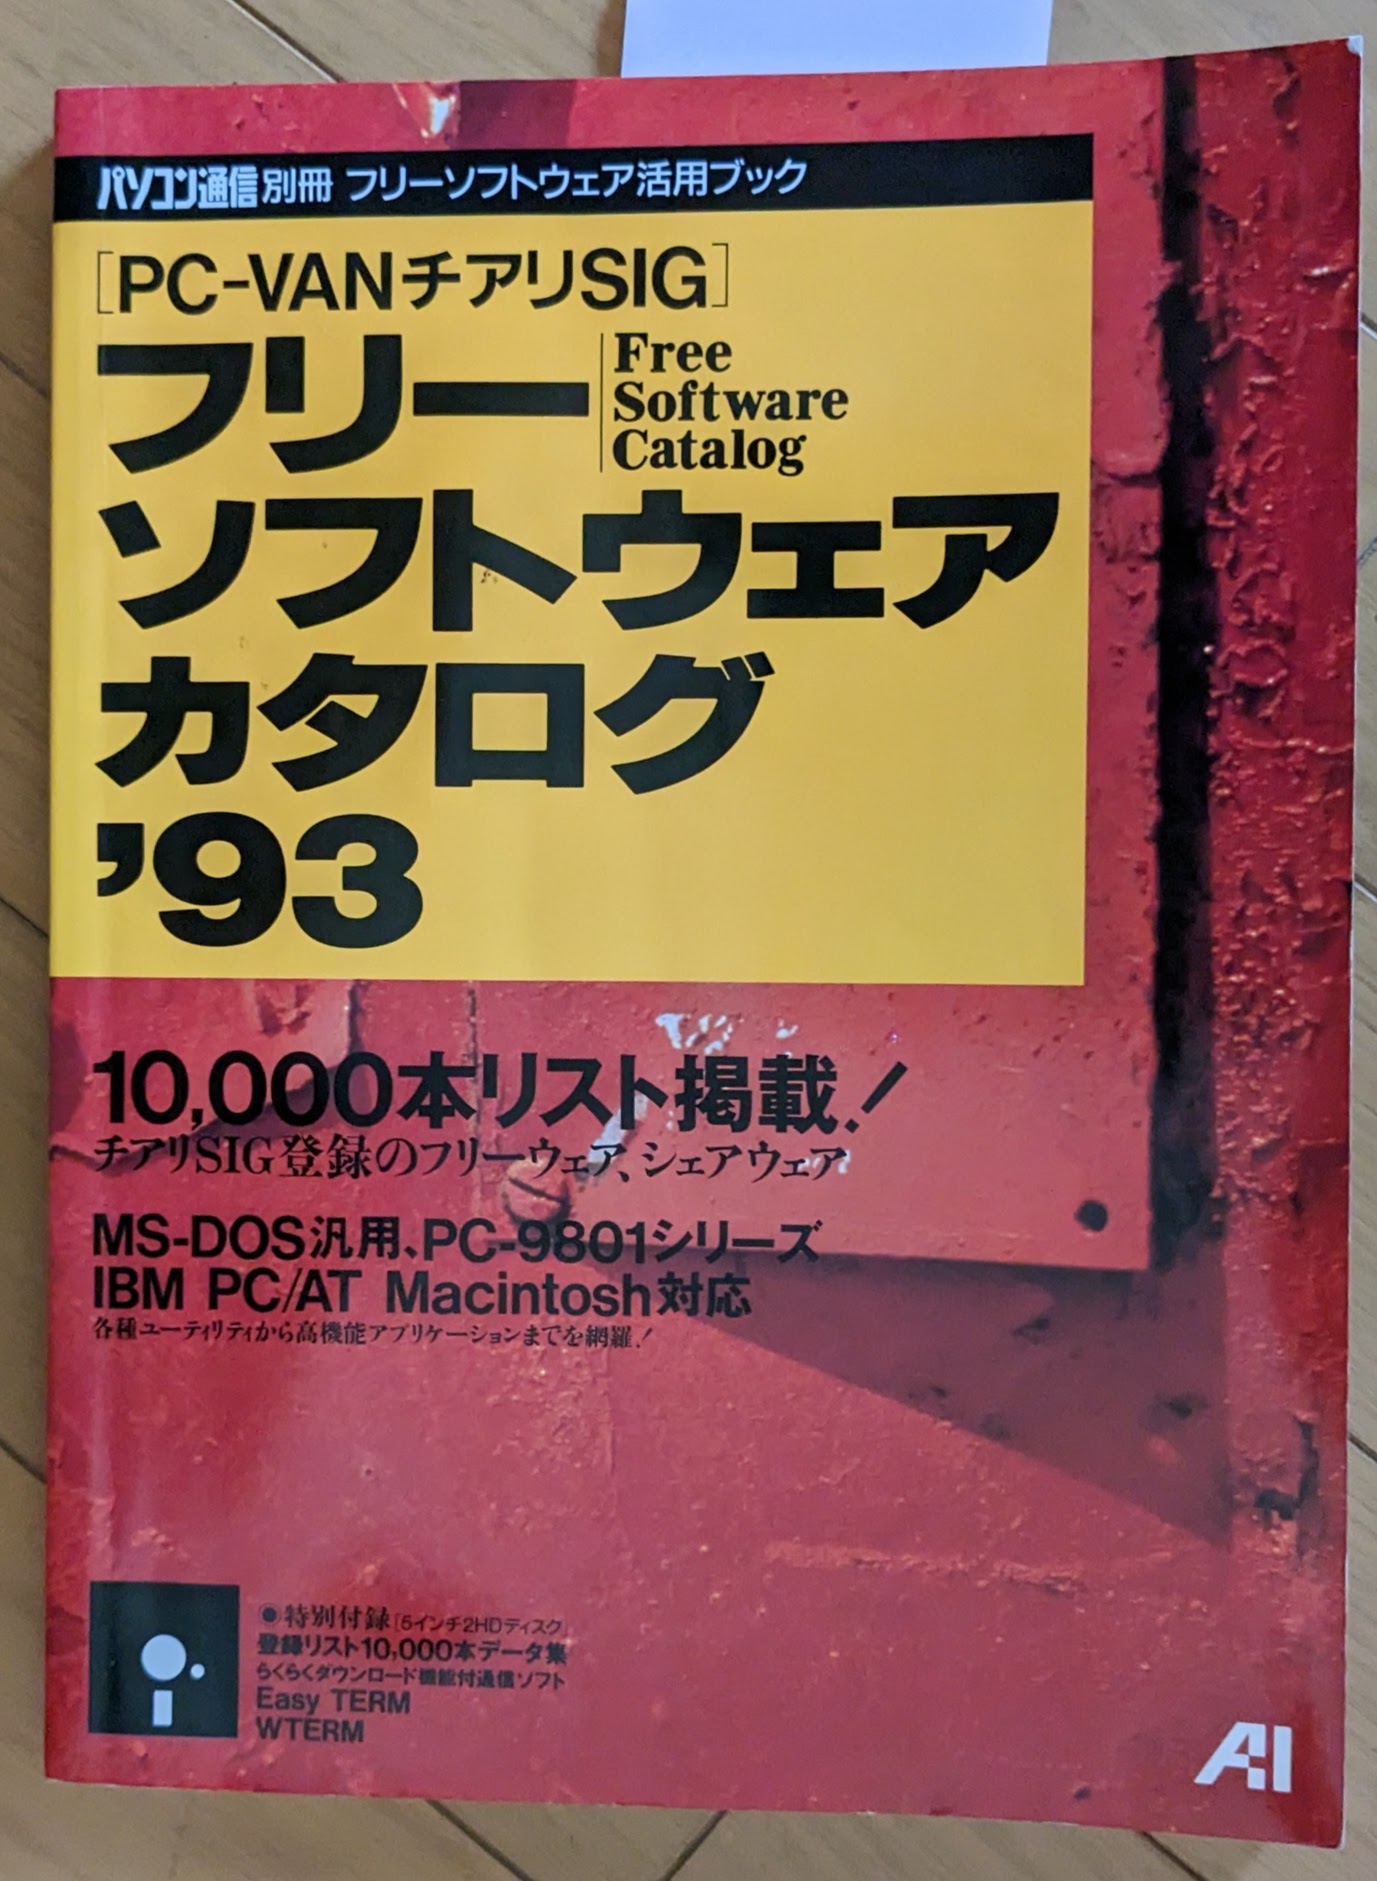 パソコン通信別冊 フリーソフトウェア活用ブック
[PC-VANチアリSIG]
フリー
Free
Software
Catalog
ソフトウェア
カタログ
'93
10,000本リスト掲載!
チアリSIG登録のフリーウェア、シェアウェア
MS-DOS汎用、PC-9801シリーズ
IBM PC/AT Macintosh対応
各種ユーティリティから高機能アプリケーションまでを網羅!
●特別付録[5インチ2HDディスク]
登録リスト10,000本データ集
らくらくダウンロード機能付通信ソフト
Easy TERM
WTERM
AI